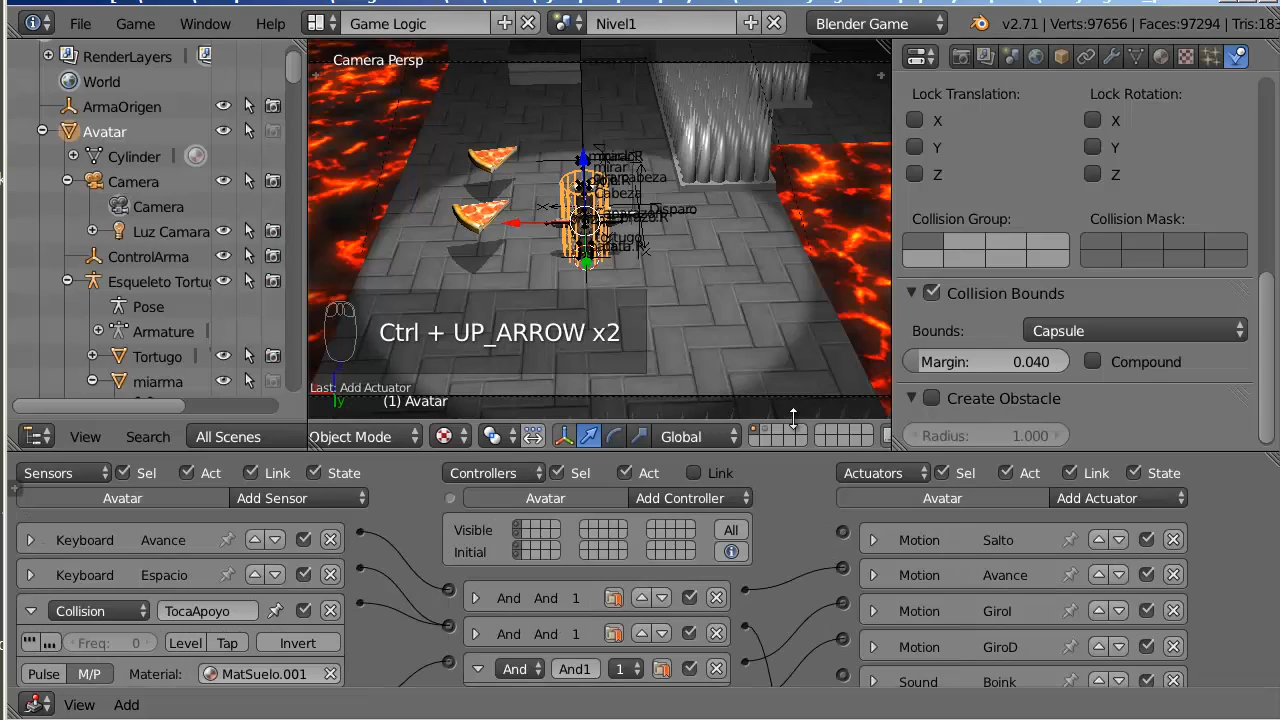 File Game Window Help Game Logic Nivel1 Blender Game v2.71 | Verts:97656 | Faces:97294 | Tris:18
RenderLayers
World
ArmaOrigen
Avatar
Cylinder
Camera
Camera
Luz Camara
ControlArma
Esqueleto Tortu
Pose
Armature
Tortugo
miarma
View Search All Scenes
Camera Persp
mirar
Cabeza
Disparo
Ctrl + UP_ARROW x2
Last: Add Actuator
y
(1) Avatar
Object Mode Global
Lock Translation: Lock Rotation:
X X
Y Y
Z Z
Collision Group: Collision Mask:
Collision Bounds
Bounds: Capsule
Margin: 0.040 Compound
Create Obstacle
Radius: 1.000
Sensors Sel Act Link State
Avatar Add Sensor
Keyboard Avance
Keyboard Espacio
Collision TocaApoyo
Freq: 0 Level Tap Invert
Pulse M/P Material: MatSuelo.001
Controllers Sel Act Link
Avatar Add Controller
Visible All
Initial
And And 1
And And 1
And And1 1
Actuators Sel Act Link State
Avatar Add Actuator
Motion Salto
Motion Avance
Motion GiroI
Motion GiroD
Sound Boink
View Add